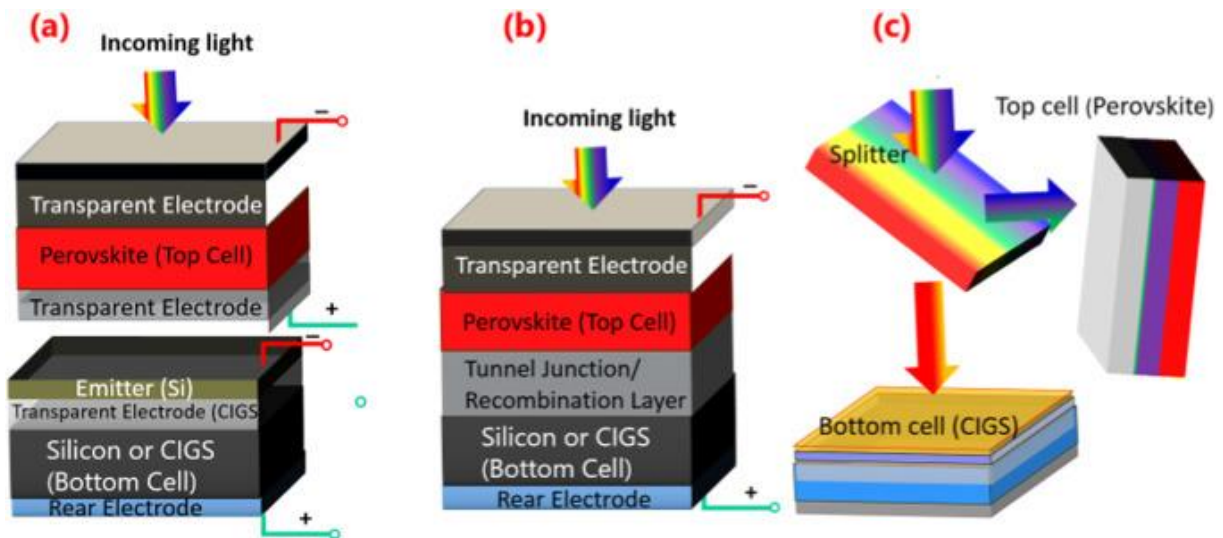 (a)
Incoming light
−
Transparent Electrode
Perovskite (Top Cell)
Transparent Electrode
+
−
Emitter (Si)
Transparent Electrode (CIGS
Silicon or CIGS
(Bottom Cell)
Rear Electrode
+
(b)
Incoming light
−
Transparent Electrode
Perovskite (Top Cell)
Tunnel Junction/
Recombination Layer
Silicon or CIGS
(Bottom Cell)
Rear Electrode
+
(c)
Top cell (Perovskite)
Splitter
Bottom cell (CIGS)